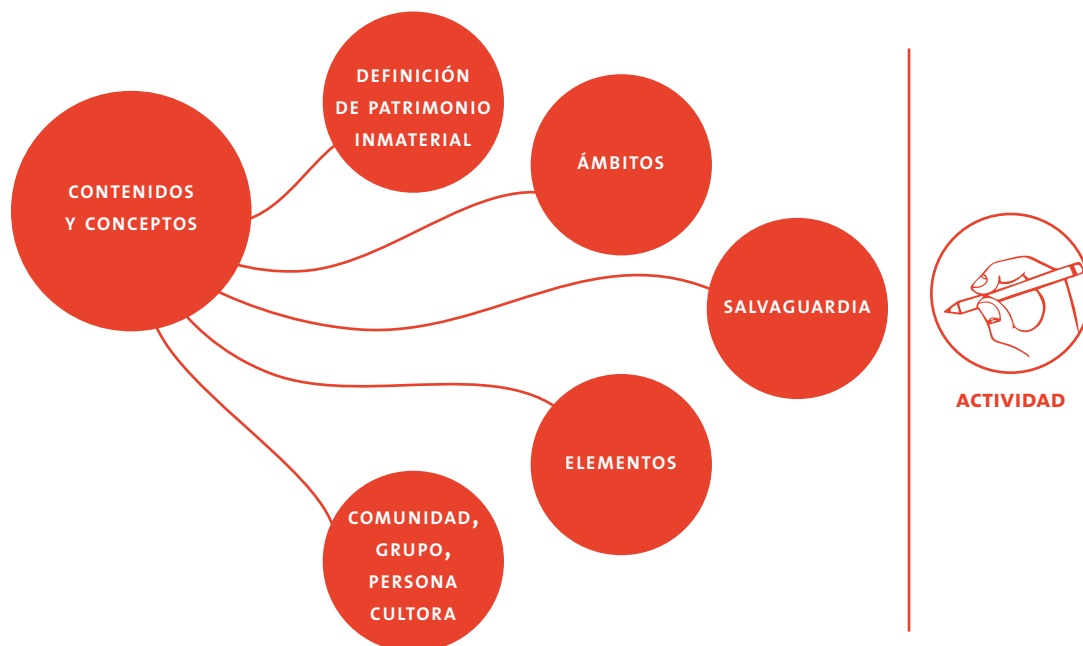 CONTENIDOS
Y CONCEPTOS
DEFINICIÓN
DE PATRIMONIO
INMATERIAL
ÁMBITOS
SALVAGUARDIA
ELEMENTOS
COMUNIDAD,
GRUPO,
PERSONA
CULTORA
ACTIVIDAD